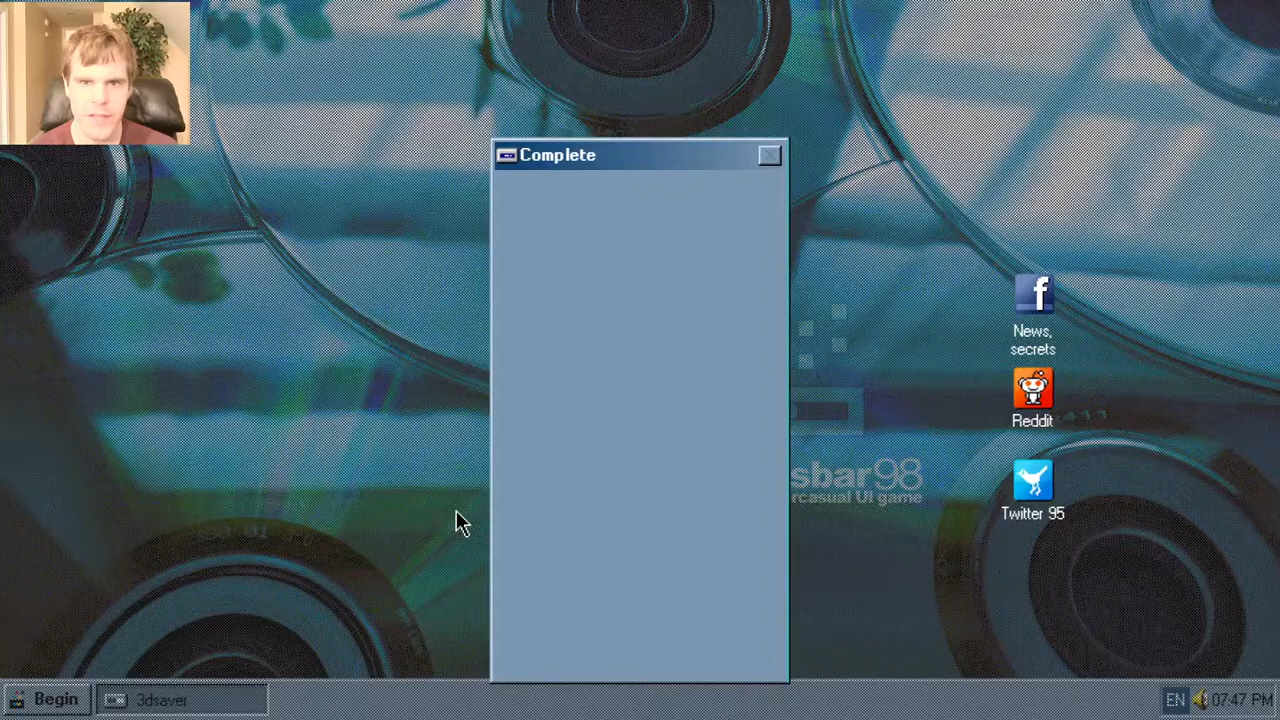 Complete
News,
secrets
Reddit
sbar98
rcasual UI game
Twitter 95
Begin
3dsaver
EN
07:47 PM